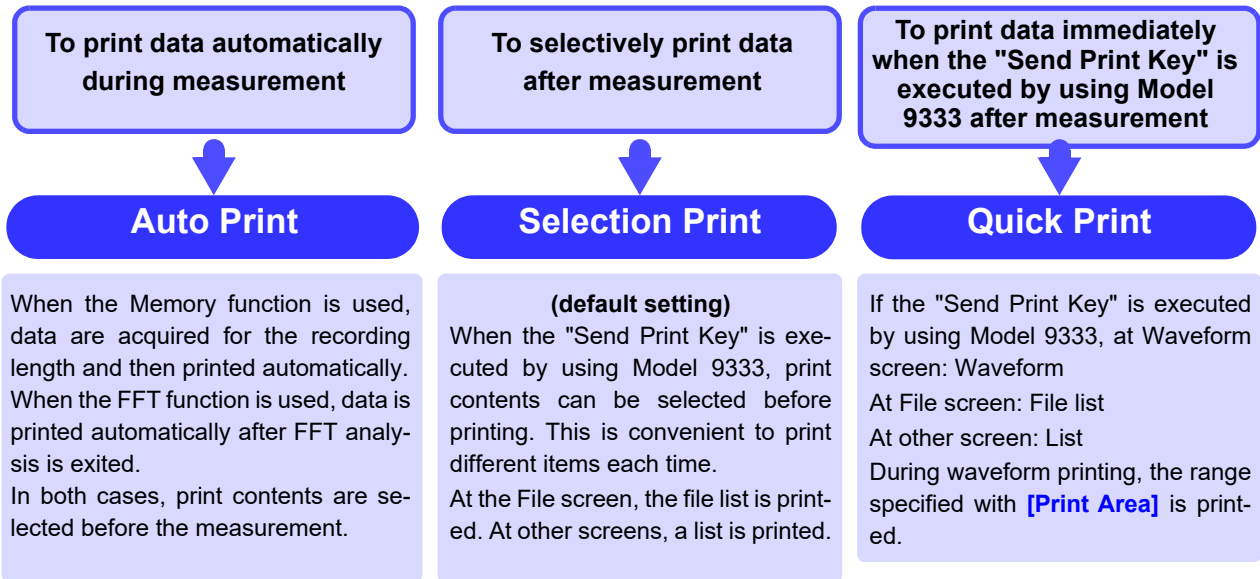 To print data automatically
during measurement
Auto Print
When the Memory function is used,
data are acquired for the recording
length and then printed automatically.
When the FFT function is used, data is
printed automatically after FFT analy-
sis is exited.
In both cases, print contents are se-
lected before the measurement.
To selectively print data
after measurement
Selection Print
(default setting)
When the "Send Print Key" is exe-
cuted by using Model 9333, print
contents can be selected before
printing. This is convenient to print
different items each time.
At the File screen, the file list is print-
ed. At other screens, a list is printed.
To print data immediately
when the "Send Print Key" is
executed by using Model
9333 after measurement
Quick Print
If the "Send Print Key" is executed
by using Model 9333, at Waveform
screen: Waveform
At File screen: File list
At other screen: List
During waveform printing, the range
specified with [Print Area] is print-
ed.